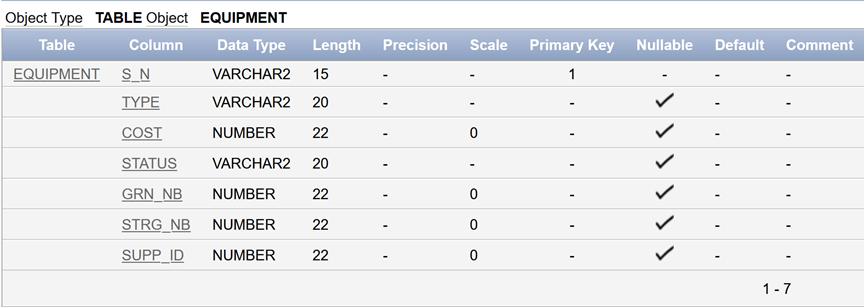 Object Type TABLE Object EQUIPMENT
Table Column Data Type Length Precision Scale Primary Key Nullable Default Comment
EQUIPMENT S_N VARCHAR2 15 - - 1 - - -
TYPE VARCHAR2 20 - - - ✓ - -
COST NUMBER 22 - 0 - ✓ - -
STATUS VARCHAR2 20 - - - ✓ - -
GRN_NB NUMBER 22 - 0 - ✓ - -
STRG_NB NUMBER 22 - 0 - ✓ - -
SUPP_ID NUMBER 22 - 0 - ✓ - -
1 - 7